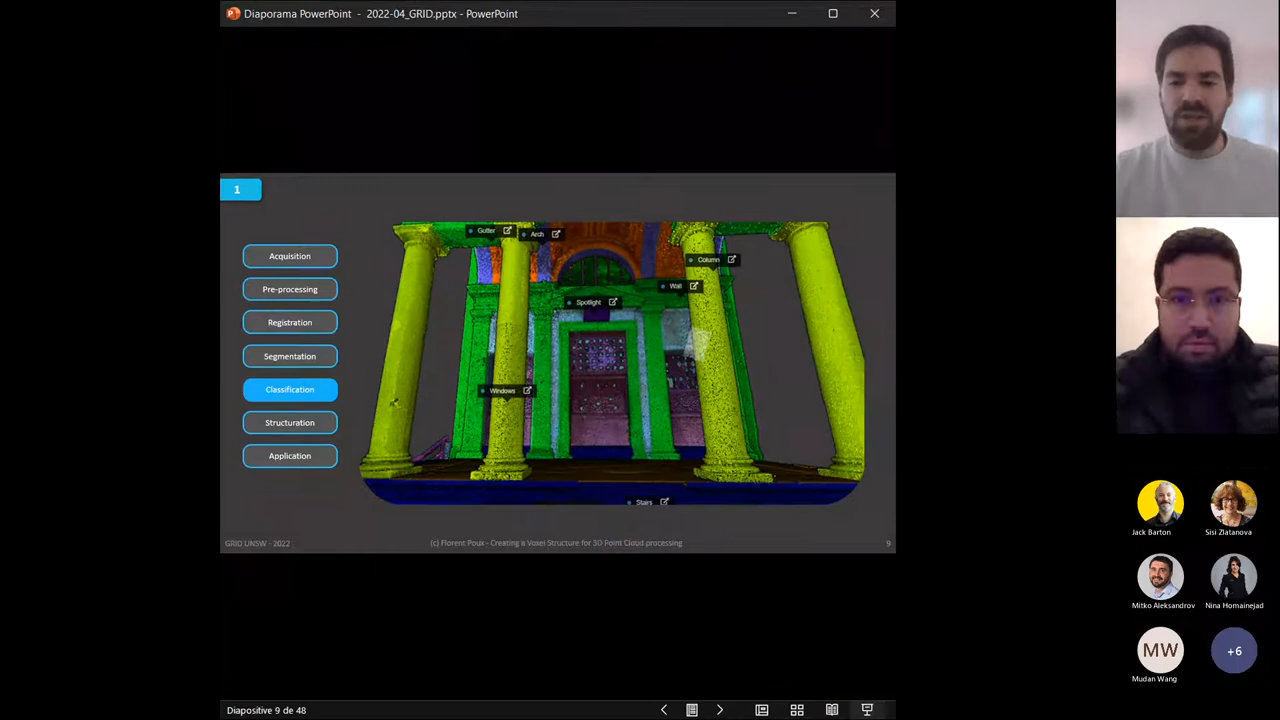 Diaporama PowerPoint - 2022-04_GRID.pptx - PowerPoint
1
Acquisition
Pre-processing
Registration
Segmentation
Classification
Structuration
Application
Gutter
Arch
Column
Wall
Spotlight
Windows
Stairs
GRID UNSW - 2022
(c) Florent Poux - Creating a Voxel Structure for 3D Point Cloud processing
9
Diapositive 9 de 48
Jack Barton
Sisi Zlatanova
Mitko Aleksandrov
Nina Homainejad
MW
+6
Mudan Wang